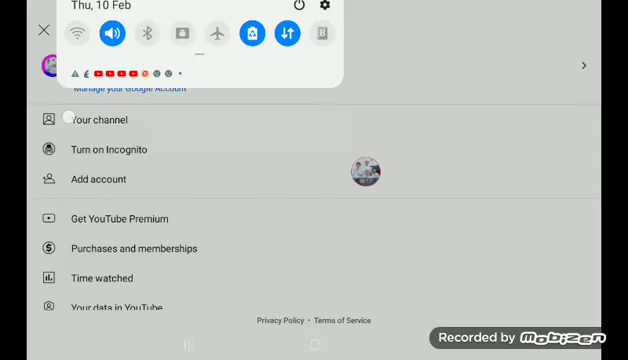 Thu, 10 Feb
Manage your Google Account
Your channel
Turn on Incognito
Add account
Get YouTube Premium
Purchases and memberships
Time watched
Your data in YouTube
Privacy Policy • Terms of Service
Recorded by mobizen